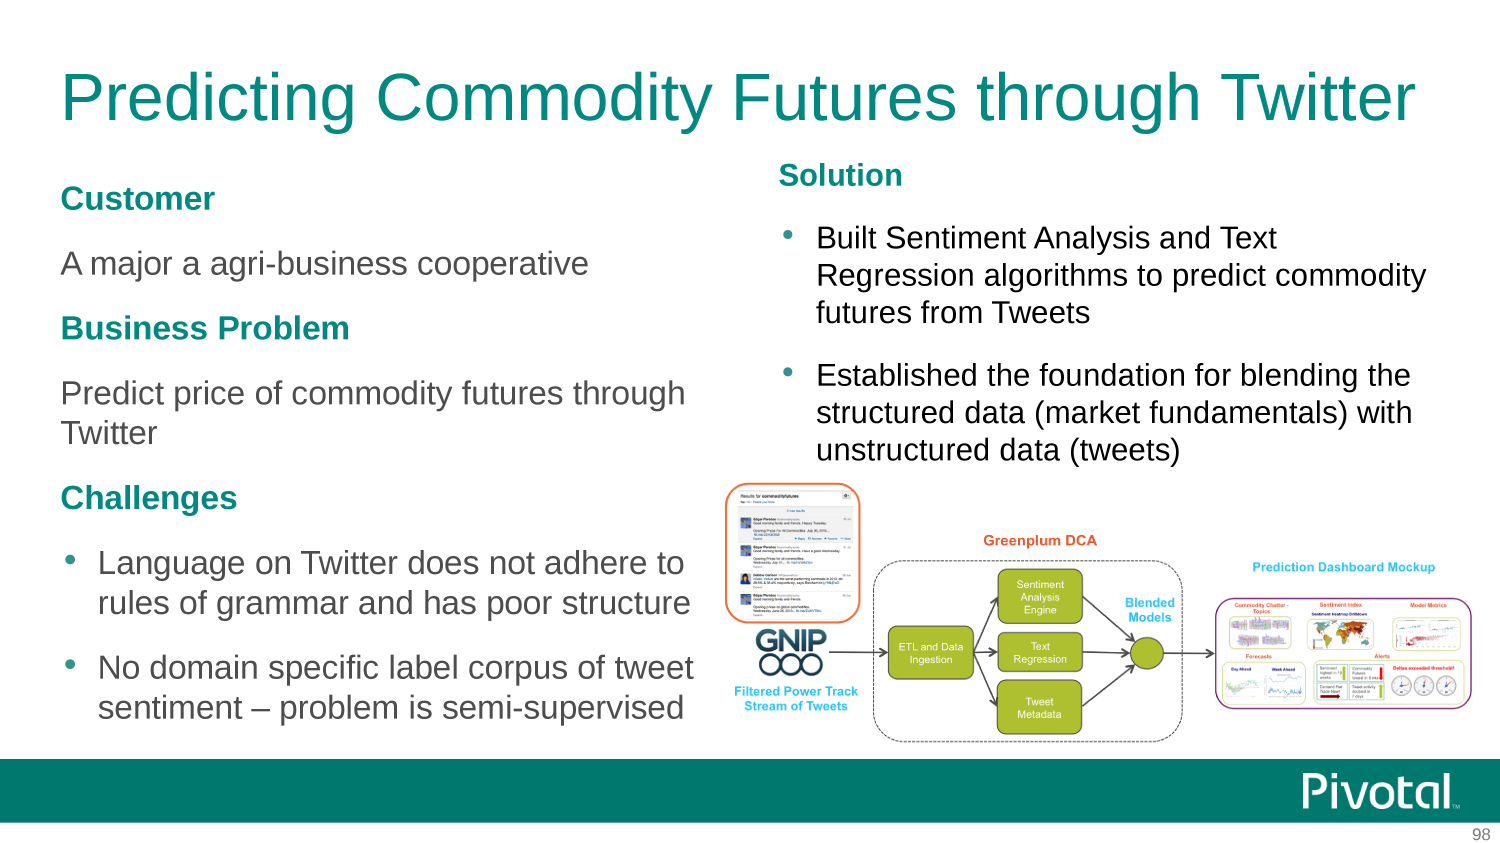 Predicting Commodity Futures through Twitter
Customer
A major a agri-business cooperative
Business Problem
Predict price of commodity futures through
Twitter
Challenges
• Language on Twitter does not adhere to
rules of grammar and has poor structure
• No domain specific label corpus of tweet
sentiment – problem is semi-supervised
Solution
• Built Sentiment Analysis and Text
Regression algorithms to predict commodity
futures from Tweets
• Established the foundation for blending the
structured data (market fundamentals) with
unstructured data (tweets)
Results for commodityfutures
GNIP
Filtered Power Track
Stream of Tweets
Greenplum DCA
ETL and Data
Ingestion
Sentiment
Analysis
Engine
Text
Regression
Tweet
Metadata
Blended
Models
Prediction Dashboard Mockup
Commodity Chatter -
Topics
Sentiment Index
Sentiment Heatmap Drilldown
Model Metrics
Forecasts
Day Ahead
Week Ahead
Alerts
Deltas exceeded threshold!
Pivotal™
98